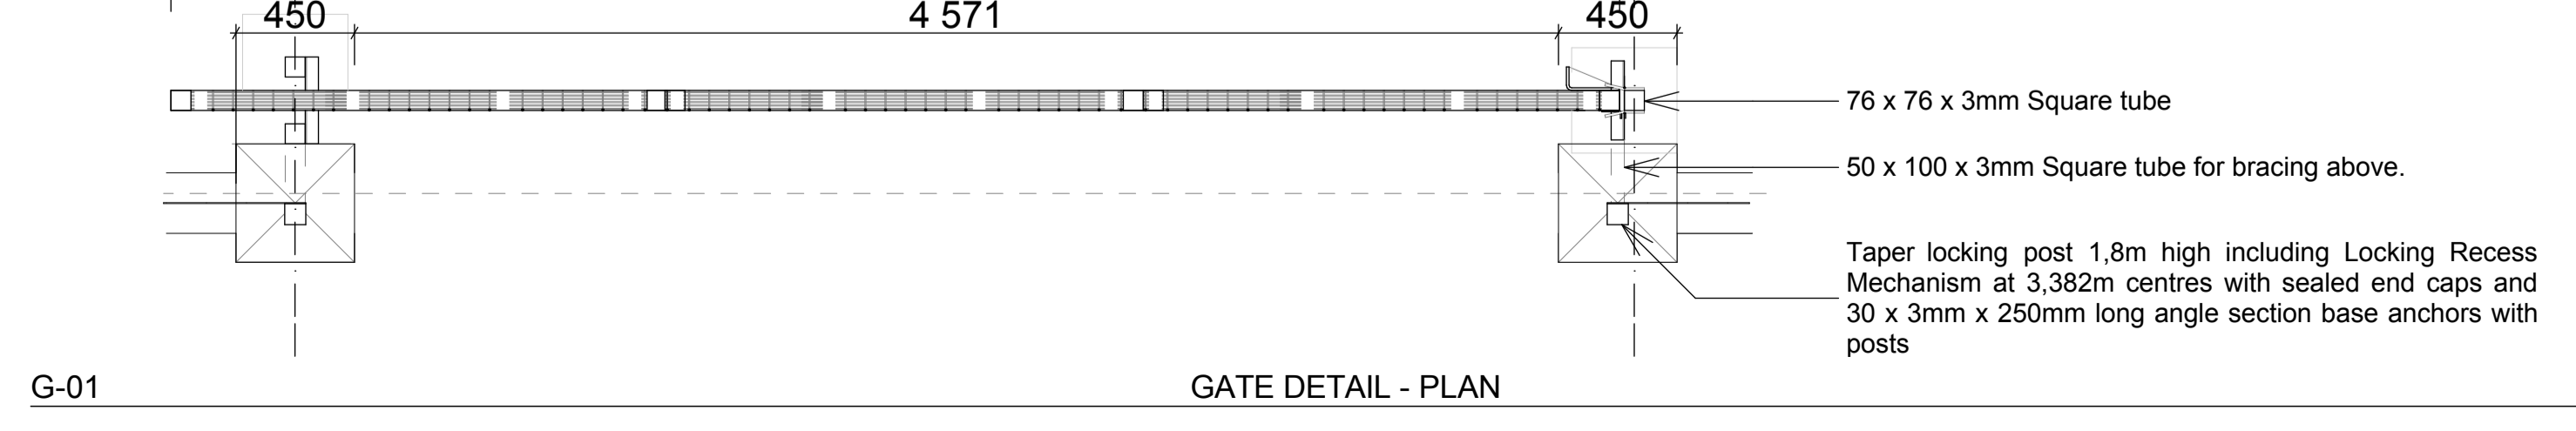 450
4 571
450
76 x 76 x 3mm Square tube
50 x 100 x 3mm Square tube for bracing above.
Taper locking post 1,8m high including Locking Recess
Mechanism at 3,382m centres with sealed end caps and
30 x 3mm x 250mm long angle section base anchors with
posts
G-01
GATE DETAIL - PLAN